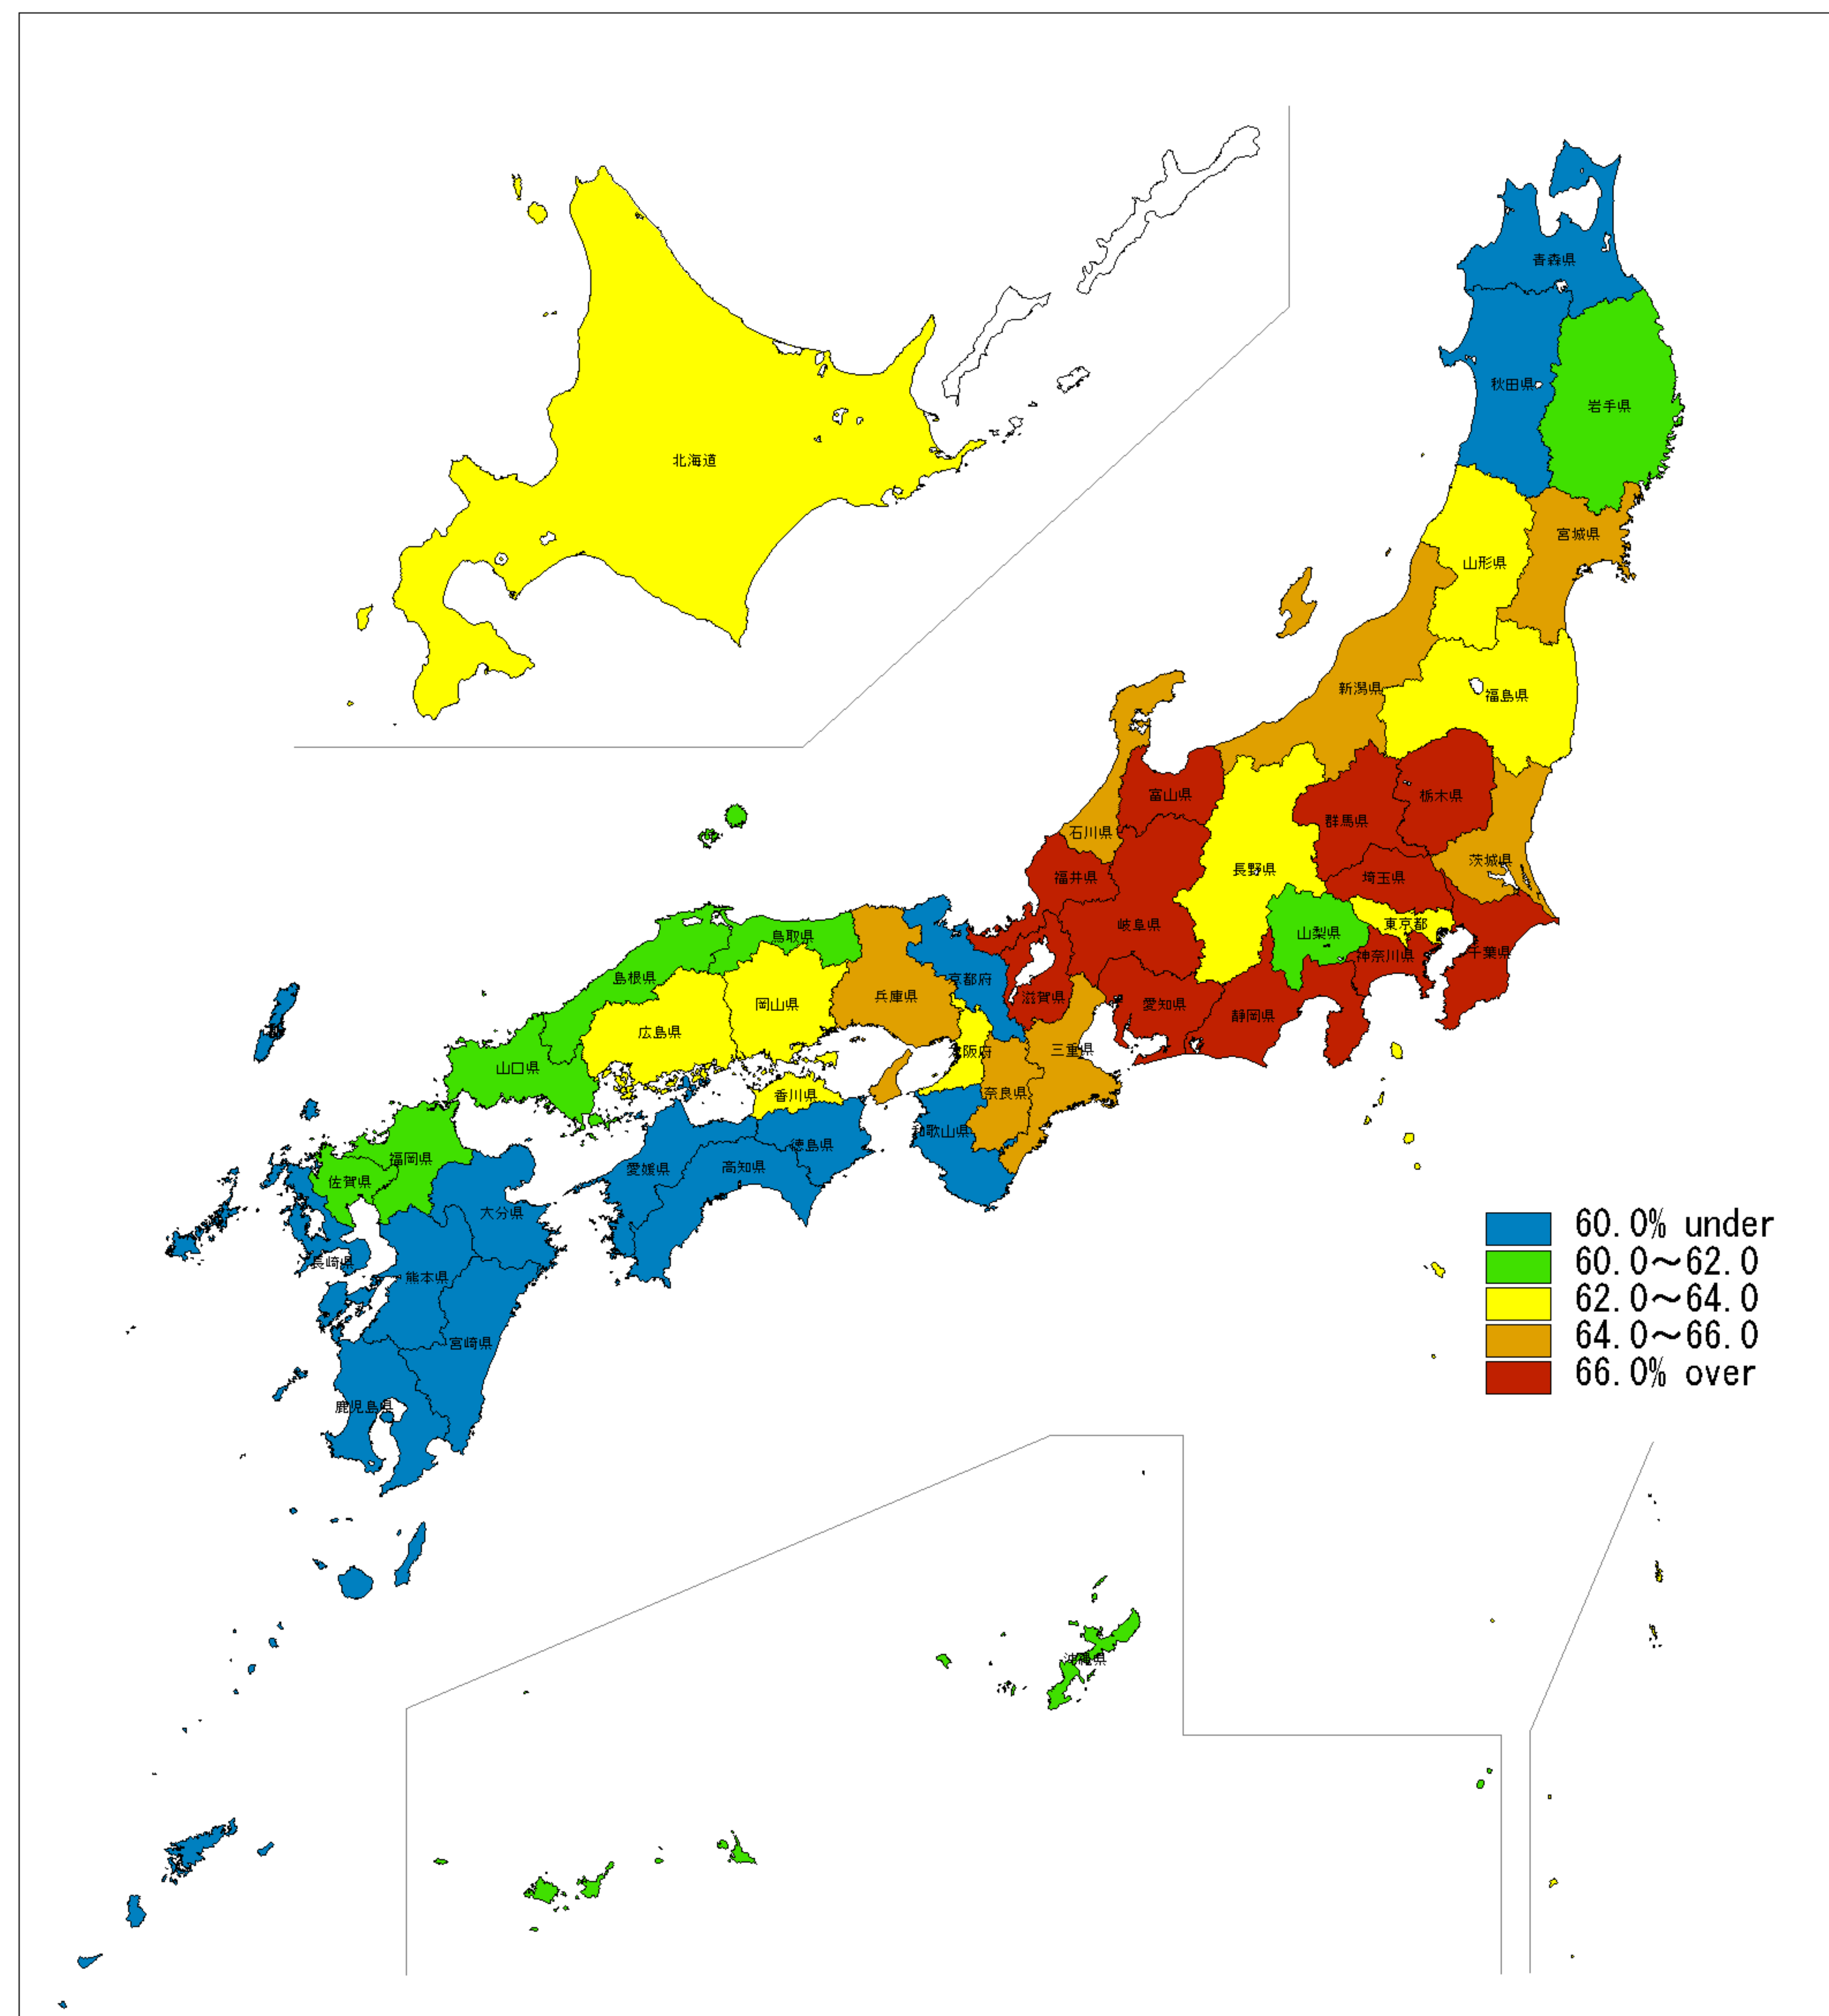 青森県
秋田県
岩手県
北海道
宮城県
山形県
新潟県
福島県
富山県
栃木県
群馬県
石川県
茨城県
長野県
福井県
埼玉県
岐阜県
東京都
山梨県
鳥取県
千葉県
神奈川県
島根県
京都府
兵庫県
滋賀県
愛知県
岡山県
静岡県
広島県
大阪府
三重県
山口県
奈良県
香川県
和歌山県
徳島県
福岡県
愛媛県
高知県
佐賀県
大分県
長崎県
熊本県
宮崎県
鹿児島県
沖縄県
60.0% under
60.0～62.0
62.0～64.0
64.0～66.0
66.0% over